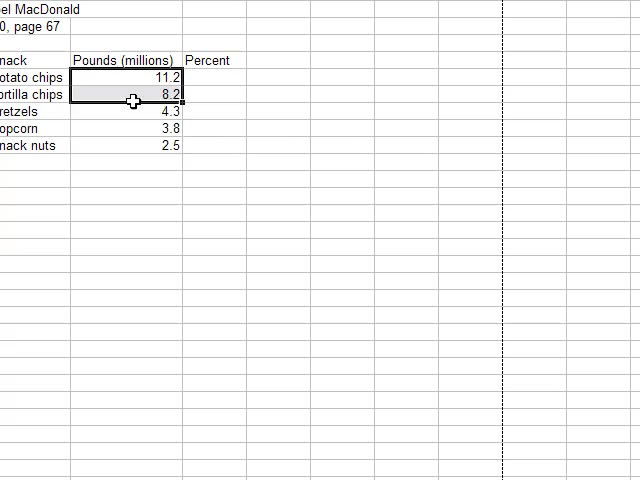 el MacDonald
0, page 67
nack Pounds (millions) Percent
otato chips 11.2
ortilla chips 8.2
retzels 4.3
opcorn 3.8
nack nuts 2.5